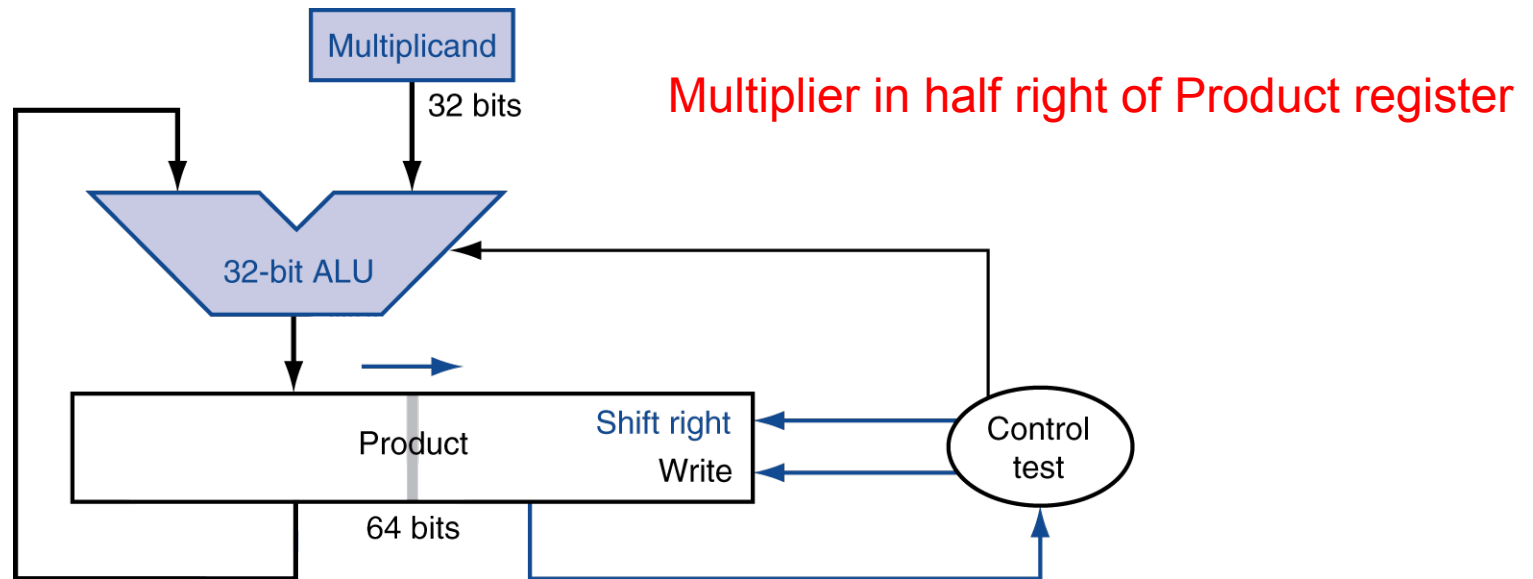 Multiplicand
32 bits
Multiplier in half right of Product register
32-bit ALU
Product
Shift right
Write
64 bits
Control
test